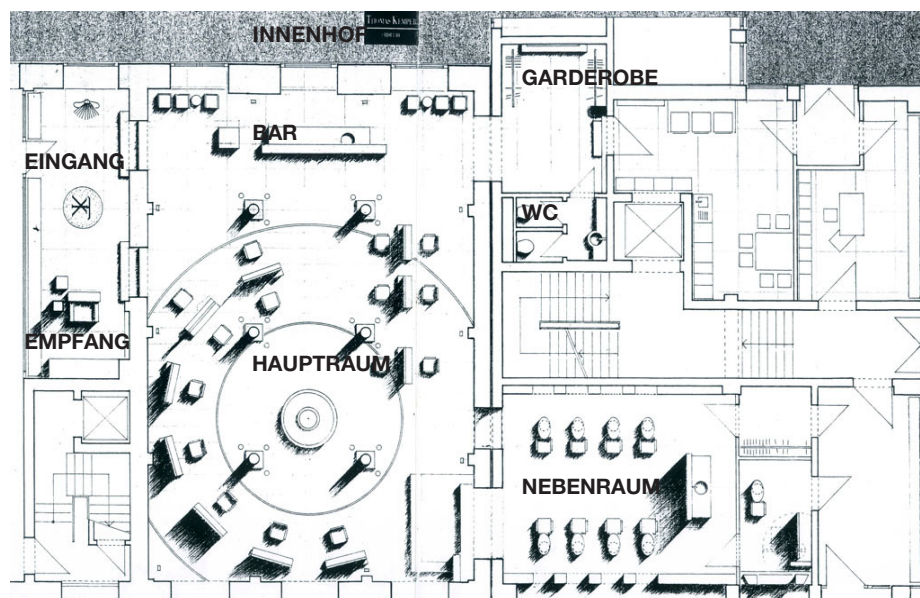 THOMAS KEMPER
INNENHOF
GARDEROBE
BAR
EINGANG
WC
EMPFANG
HAUPTRAUM
NEBENRAUM